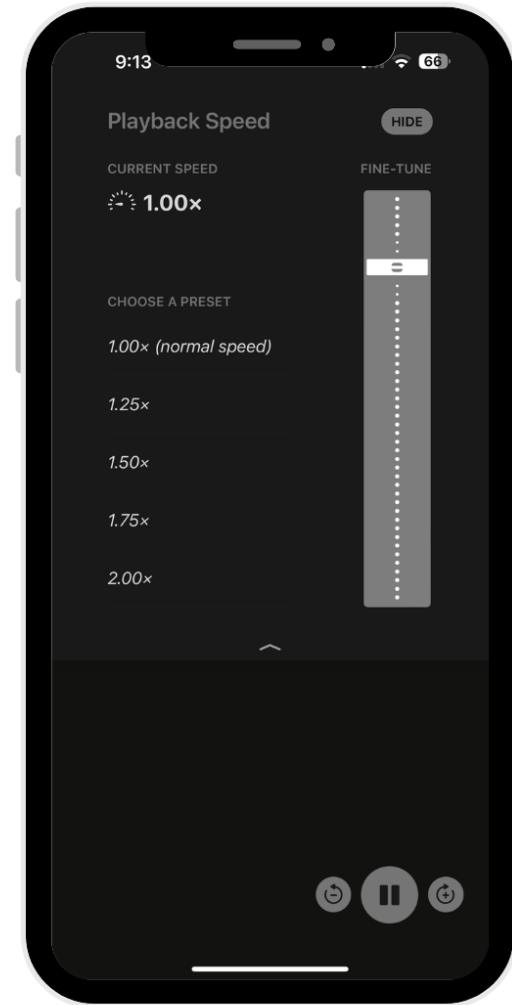 9:13
66
Playback Speed
HIDE
CURRENT SPEED
FINE-TUNE
1.00×
CHOOSE A PRESET
1.00× (normal speed)
1.25×
1.50×
1.75×
2.00×